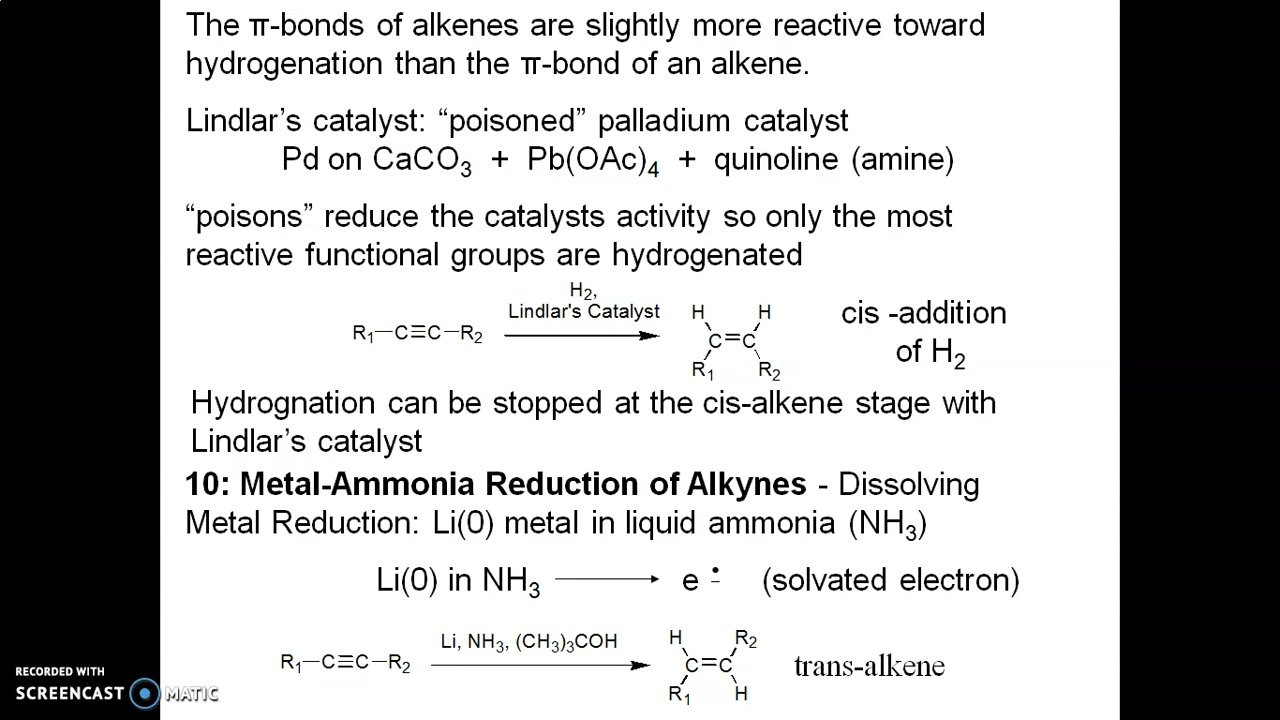 The π-bonds of alkenes are slightly more reactive toward
hydrogenation than the π-bond of an alkene.
Lindlar's catalyst: “poisoned” palladium catalyst
Pd on CaCO₃ + Pb(OAc)₄ + quinoline (amine)
“poisons” reduce the catalysts activity so only the most
reactive functional groups are hydrogenated
H₂,
Lindlar's Catalyst
R₁—C≡C—R₂
H H
C=C
R₁ R₂
cis -addition
of H₂
Hydrognation can be stopped at the cis-alkene stage with
Lindlar's catalyst
10: Metal-Ammonia Reduction of Alkynes - Dissolving
Metal Reduction: Li(0) metal in liquid ammonia (NH₃)
Li(0) in NH₃ ⟶ e •− (solvated electron)
Li, NH₃, (CH₃)₃COH
R₁—C≡C—R₂
H R₂
C=C
R₁ H
trans-alkene
RECORDED WITH
SCREENCAST MATIC